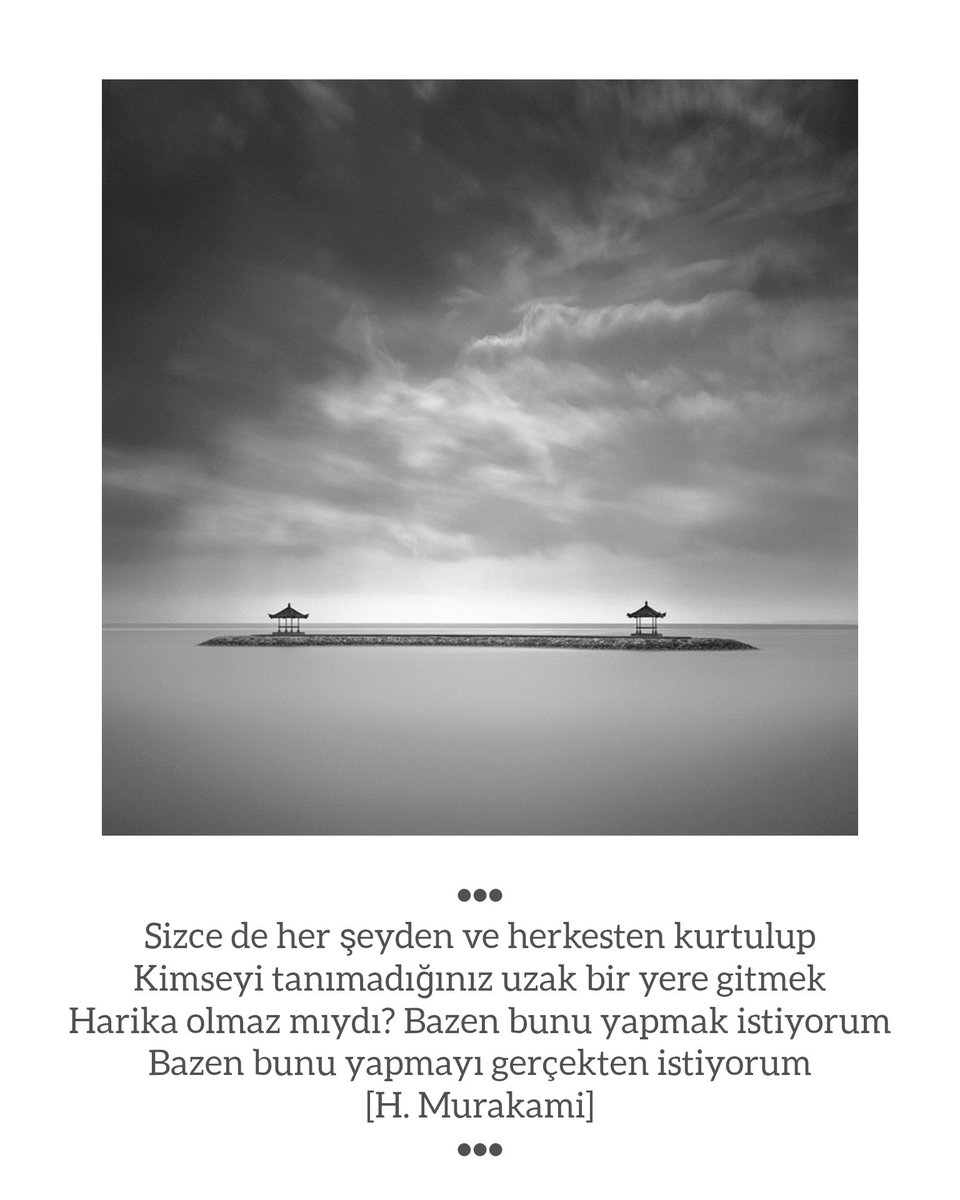 ●●●
Sizce de her şeyden ve herkesten kurtulup
Kimseyi tanımadığınız uzak bir yere gitmek
Harika olmaz mıydı? Bazen bunu yapmak istiyorum
Bazen bunu yapmayı gerçekten istiyorum
[H. Murakami]
●●●